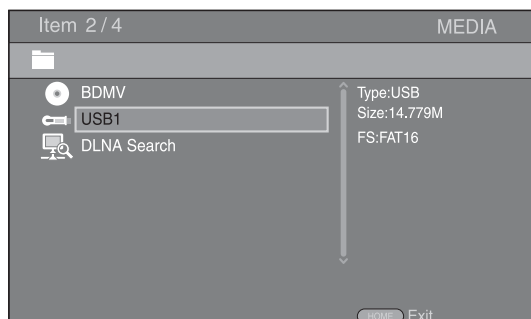 Item 2/4 MEDIA
BDMV
USB1
DLNA Search
Type:USB
Size:14.779M
FS:FAT16
HOME Exit